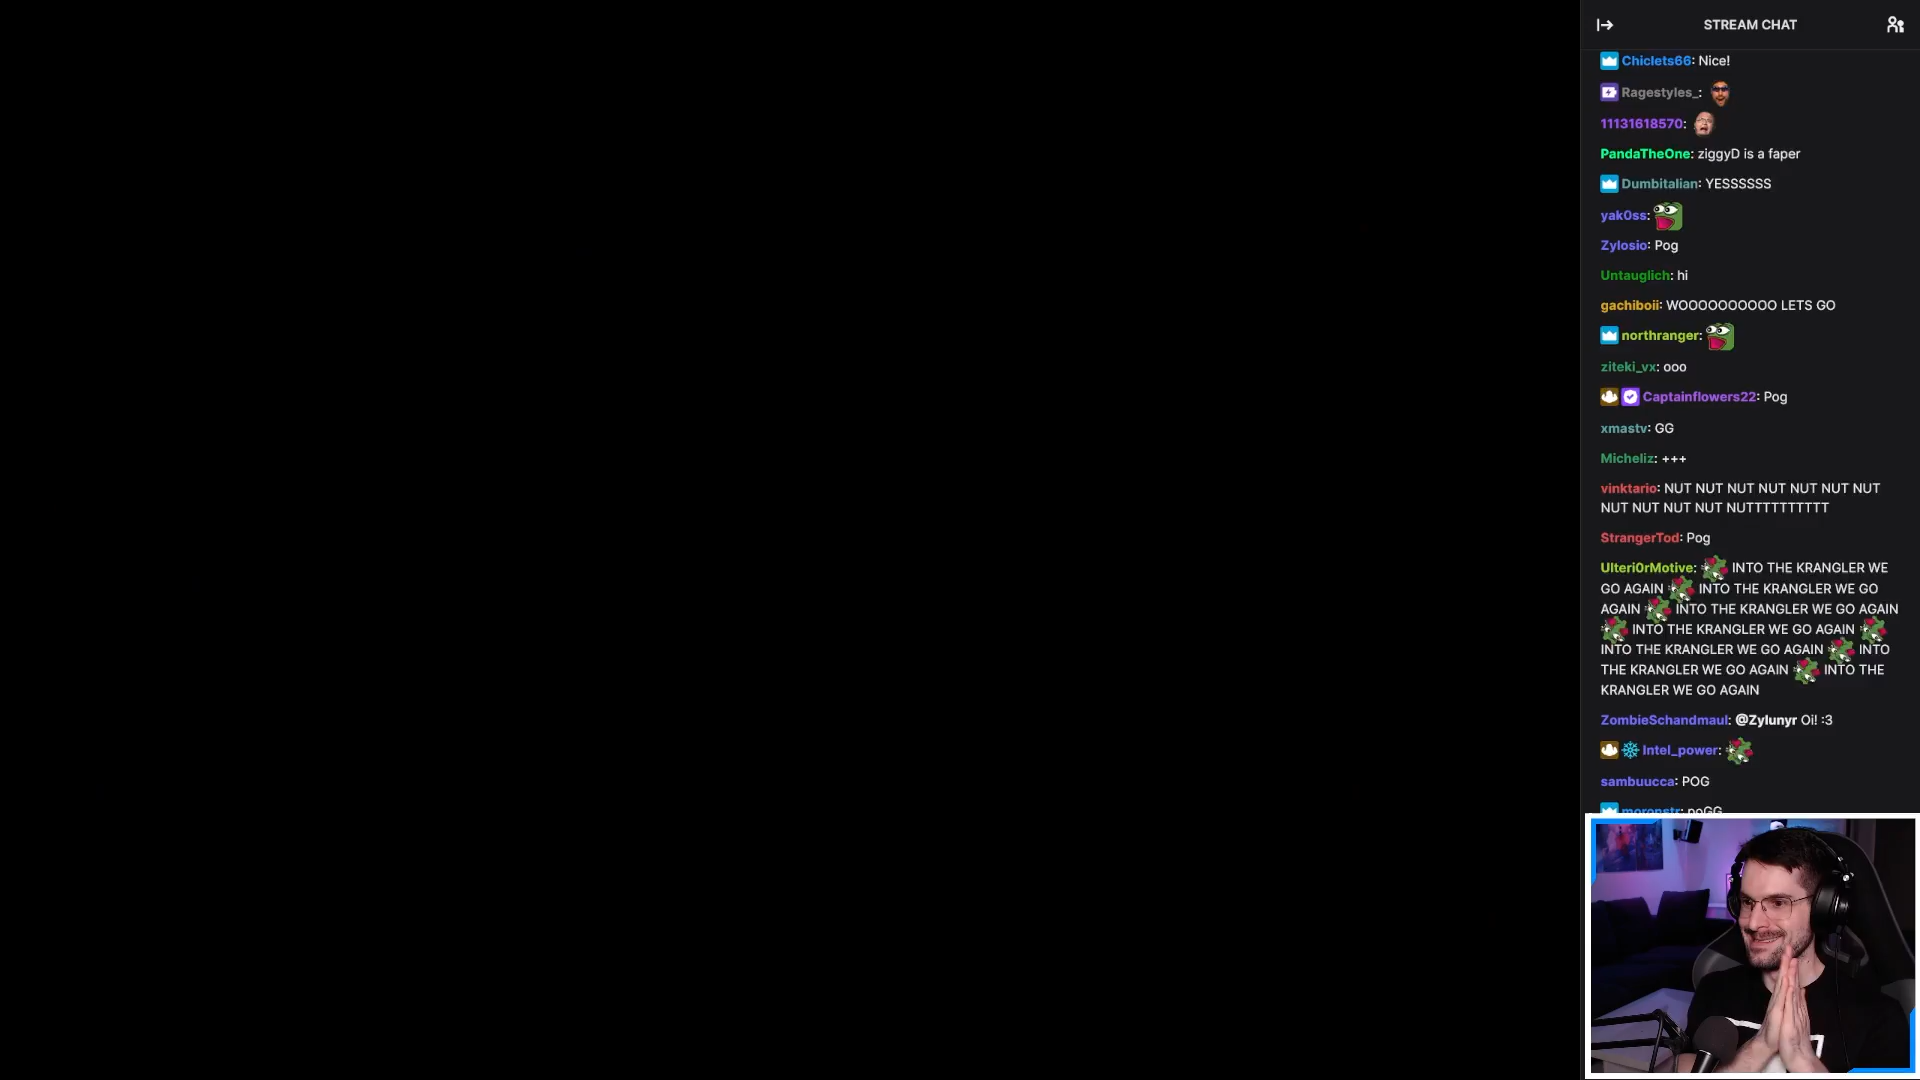 STREAM CHAT
Chiclets66: Nice!
Ragestyles_:
11131618570:
PandaTheOne: ziggyD is a faper
Dumbitalian: YESSSSSS
yak0ss:
Zylosio: Pog
Untauglich: hi
gachiboii: WOOOOOOOOOO LETS GO
northranger:
ziteki_vx: ooo
Captainflowers22: Pog
xmastv: GG
Micheliz: +++
vinktario: NUT NUT NUT NUT NUT NUT NUT
NUT NUT NUT NUT NUTTTTTTTTTT
StrangerTod: Pog
Ulteri0rMotive: INTO THE KRANGLER WE
GO AGAIN INTO THE KRANGLER WE GO
AGAIN INTO THE KRANGLER WE GO AGAIN
INTO THE KRANGLER WE GO AGAIN
INTO THE KRANGLER WE GO AGAIN INTO
THE KRANGLER WE GO AGAIN INTO THE
KRANGLER WE GO AGAIN
ZombieSchandmaul: @Zylunyr Oi! :3
Intel_power:
sambuucca: POG
moronstr: poGG